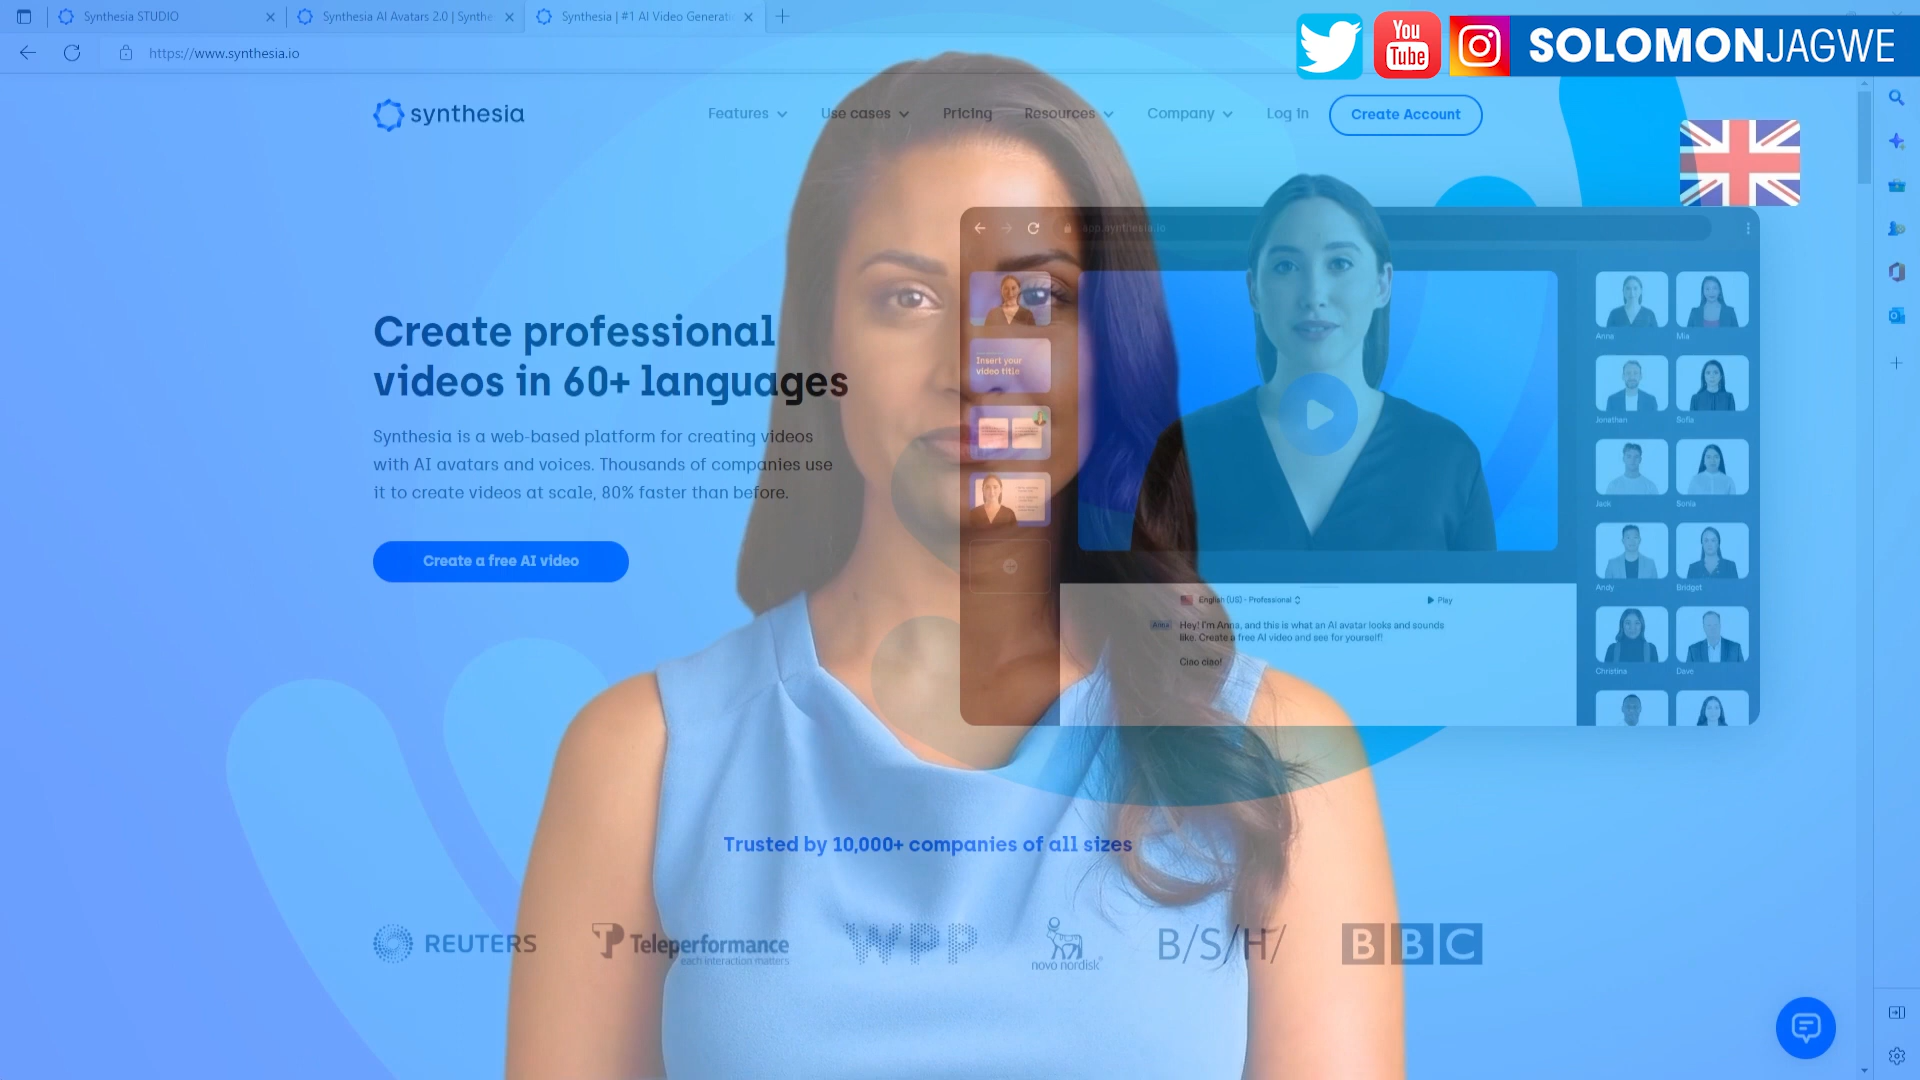 Synthesia STUDIO
Synthesia AI Avatars 2.0 | Synthe
Synthesia | #1 AI Video Generati
https://www.synthesia.io
You
Tube
SOLOMONJAGWE
synthesia
Features
Use cases
Pricing
Resources
Company
Log in
Create Account
app.synthesia.io
Create professional
videos in 60+ languages
Synthesia is a web-based platform for creating videos
with AI avatars and voices. Thousands of companies use
it to create videos at scale, 80% faster than before.
Create a free AI video
Insert your
video title
Anna
Mia
Jonathan
Sofia
Jack
Sonia
Andy
Bridget
Christina
Dave
English (US) - Professional
Play
Anna
Hey! I'm Anna, and this is what an AI avatar looks and sounds
like. Create a free AI video and see for yourself!
Ciao ciao!
Trusted by 10,000+ companies of all sizes
REUTERS
Teleperformance
each interaction matters
WPP
novo nordisk®
B/S/H/
BBC